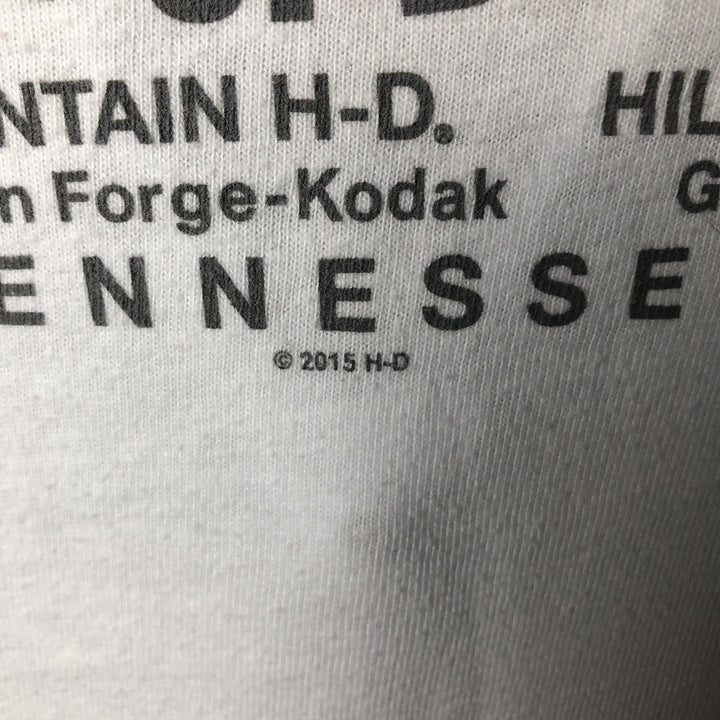 NTAIN H-D® HIL
n Forge-Kodak G
ENNESSE
© 2015 H-D